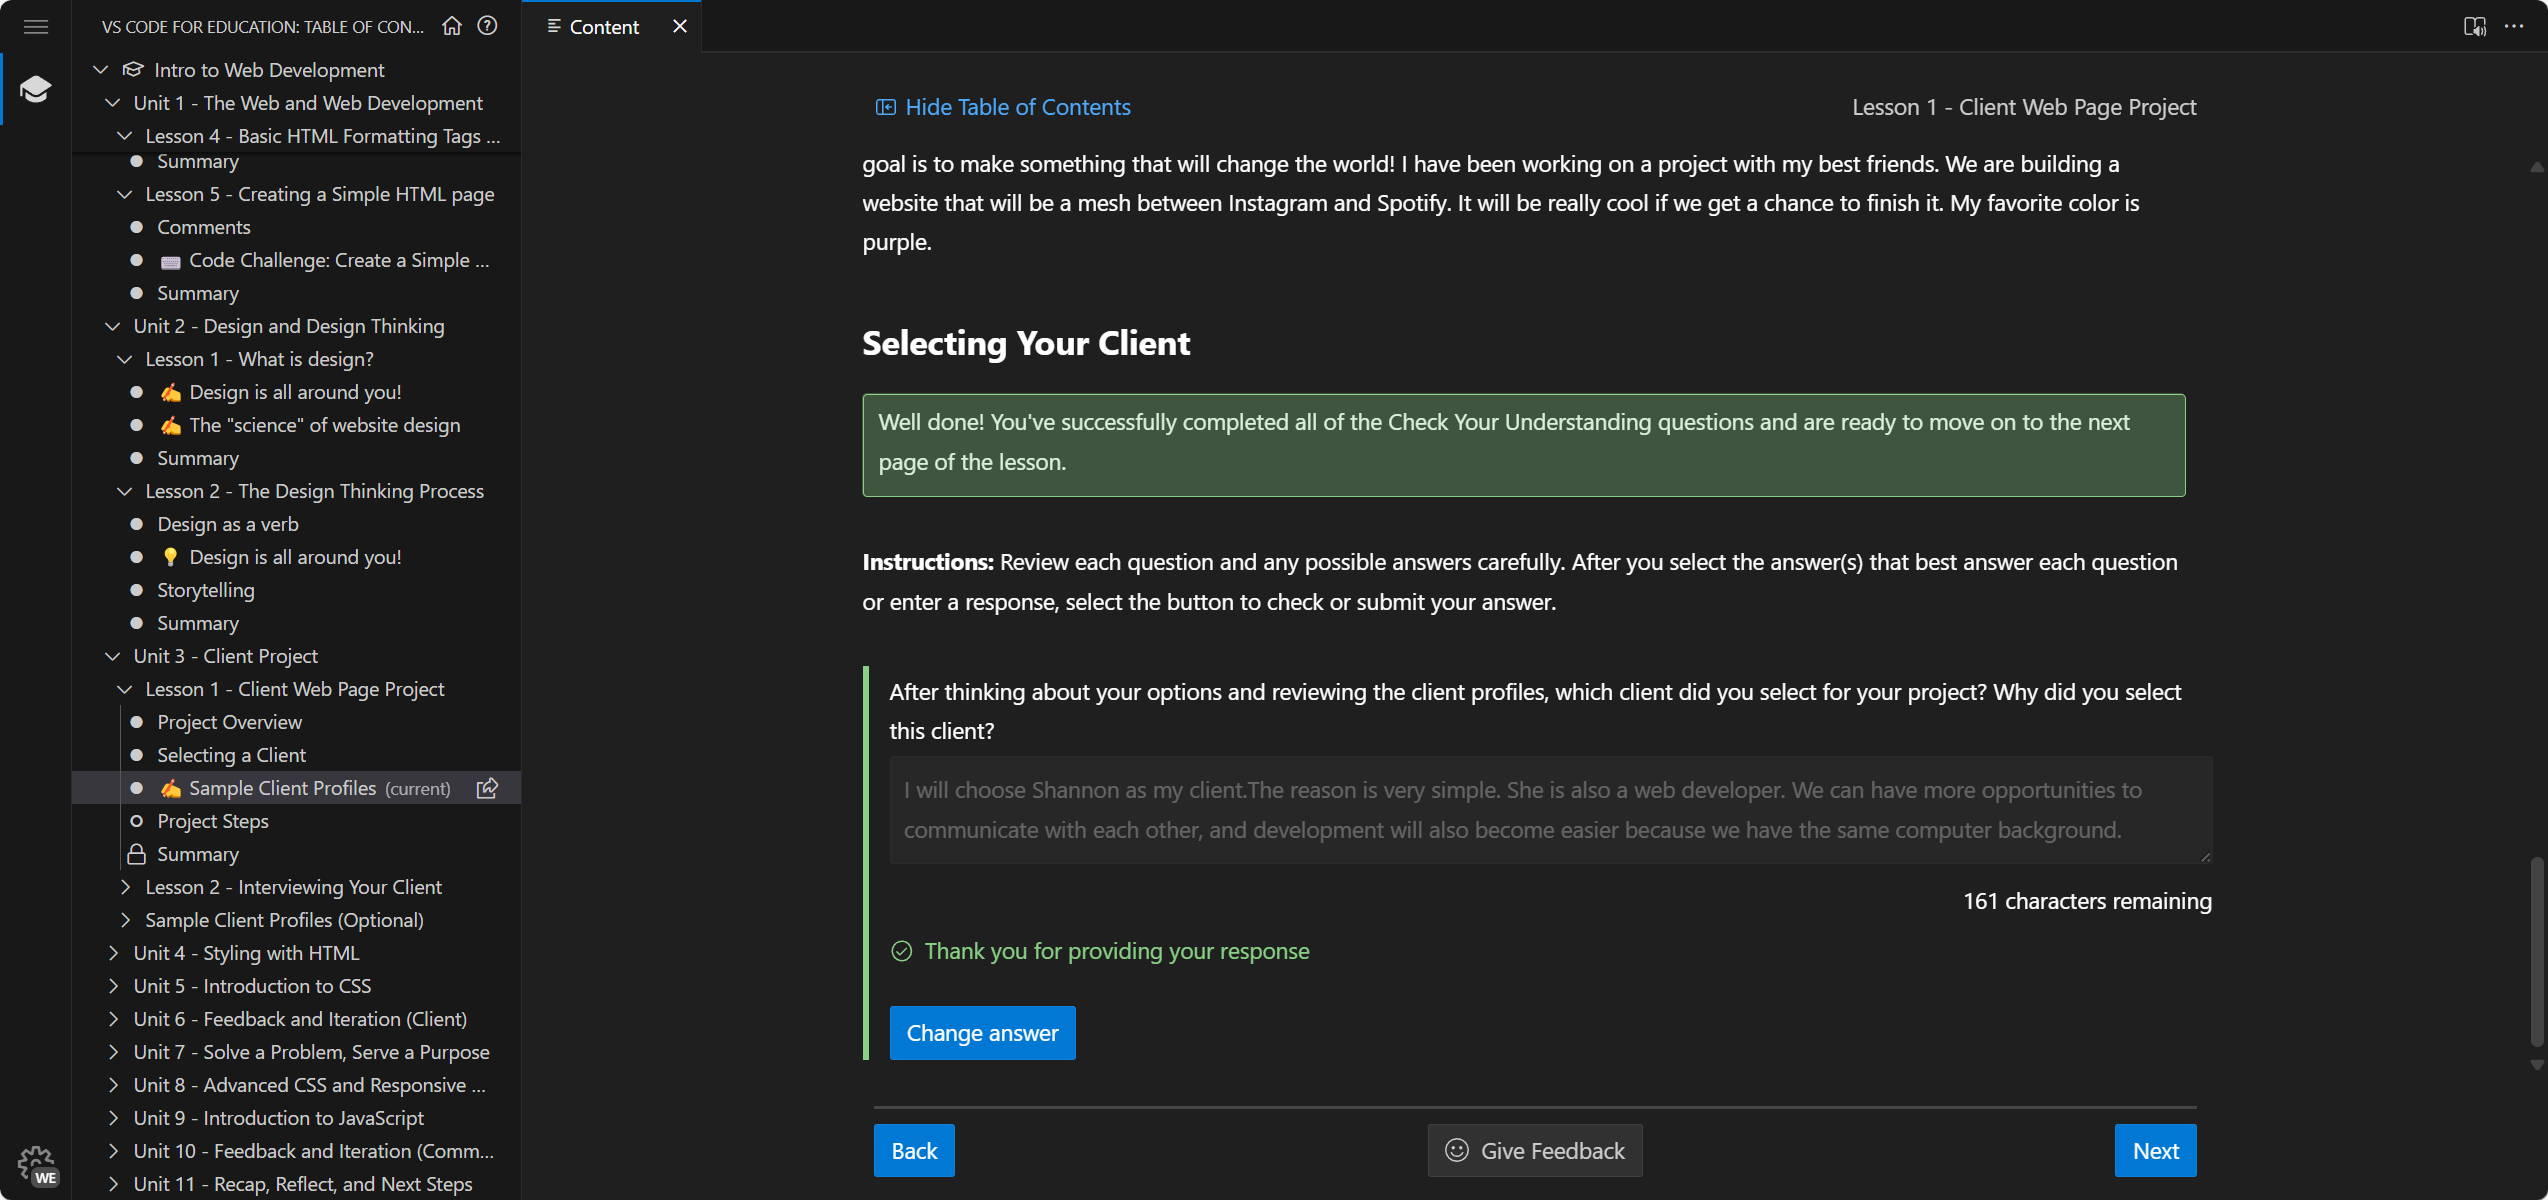 VS CODE FOR EDUCATION: TABLE OF CON...
Intro to Web Development
Unit 1 - The Web and Web Development
Lesson 4 - Basic HTML Formatting Tags ...
Summary
Lesson 5 - Creating a Simple HTML page
Comments
Code Challenge: Create a Simple ...
Summary
Unit 2 - Design and Design Thinking
Lesson 1 - What is design?
Design is all around you!
The "science" of website design
Summary
Lesson 2 - The Design Thinking Process
Design as a verb
Design is all around you!
Storytelling
Summary
Unit 3 - Client Project
Lesson 1 - Client Web Page Project
Project Overview
Selecting a Client
Sample Client Profiles (current)
Project Steps
Summary
Lesson 2 - Interviewing Your Client
Sample Client Profiles (Optional)
Unit 4 - Styling with HTML
Unit 5 - Introduction to CSS
Unit 6 - Feedback and Iteration (Client)
Unit 7 - Solve a Problem, Serve a Purpose
Unit 8 - Advanced CSS and Responsive ...
Unit 9 - Introduction to JavaScript
Unit 10 - Feedback and Iteration (Comm...
Unit 11 - Recap, Reflect, and Next Steps
WE
Content
Hide Table of Contents
Lesson 1 - Client Web Page Project
goal is to make something that will change the world! I have been working on a project with my best friends. We are building a
website that will be a mesh between Instagram and Spotify. It will be really cool if we get a chance to finish it. My favorite color is
purple.
Selecting Your Client
Well done! You've successfully completed all of the Check Your Understanding questions and are ready to move on to the next
page of the lesson.
Instructions: Review each question and any possible answers carefully. After you select the answer(s) that best answer each question
or enter a response, select the button to check or submit your answer.
After thinking about your options and reviewing the client profiles, which client did you select for your project? Why did you select
this client?
I will choose Shannon as my client.The reason is very simple. She is also a web developer. We can have more opportunities to
communicate with each other, and development will also become easier because we have the same computer background.
161 characters remaining
Thank you for providing your response
Change answer
Back
Give Feedback
Next